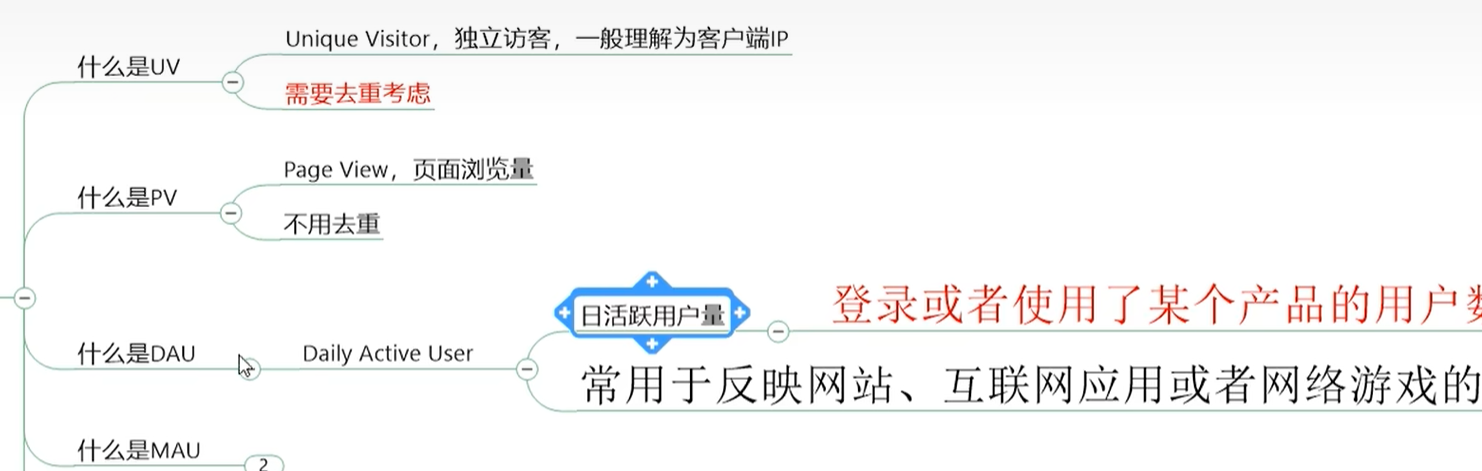 什么是UV
Unique Visitor，独立访客，一般理解为客户端IP
需要去重考虑
什么是PV
Page View，页面浏览量
不用去重
什么是DAU
Daily Active User
日活跃用户量
登录或者使用了某个产品的用户
常用于反映网站、互联网应用或者网络游戏的
什么是MAU
2